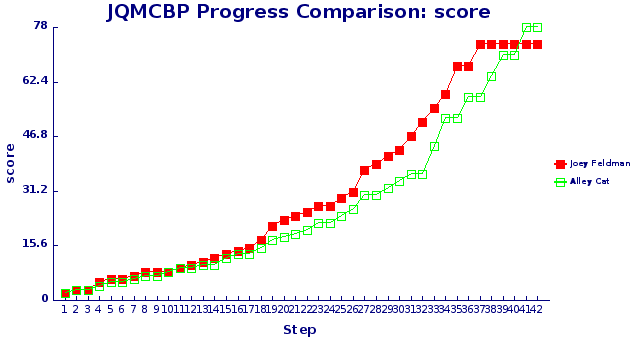 JQMCBP Progress Comparison: score
78
62.4
46.8
31.2
15.6
0
score
1 2 3 4 5 6 7 8 9 10 11 12 13 14 15 16 17 18 19 20 21 22 23 24 25 26 27 28 29 30 31 32 33 34 35 36 37 38 39 40 41 42
Step
Joey Feldman
Alley Cat